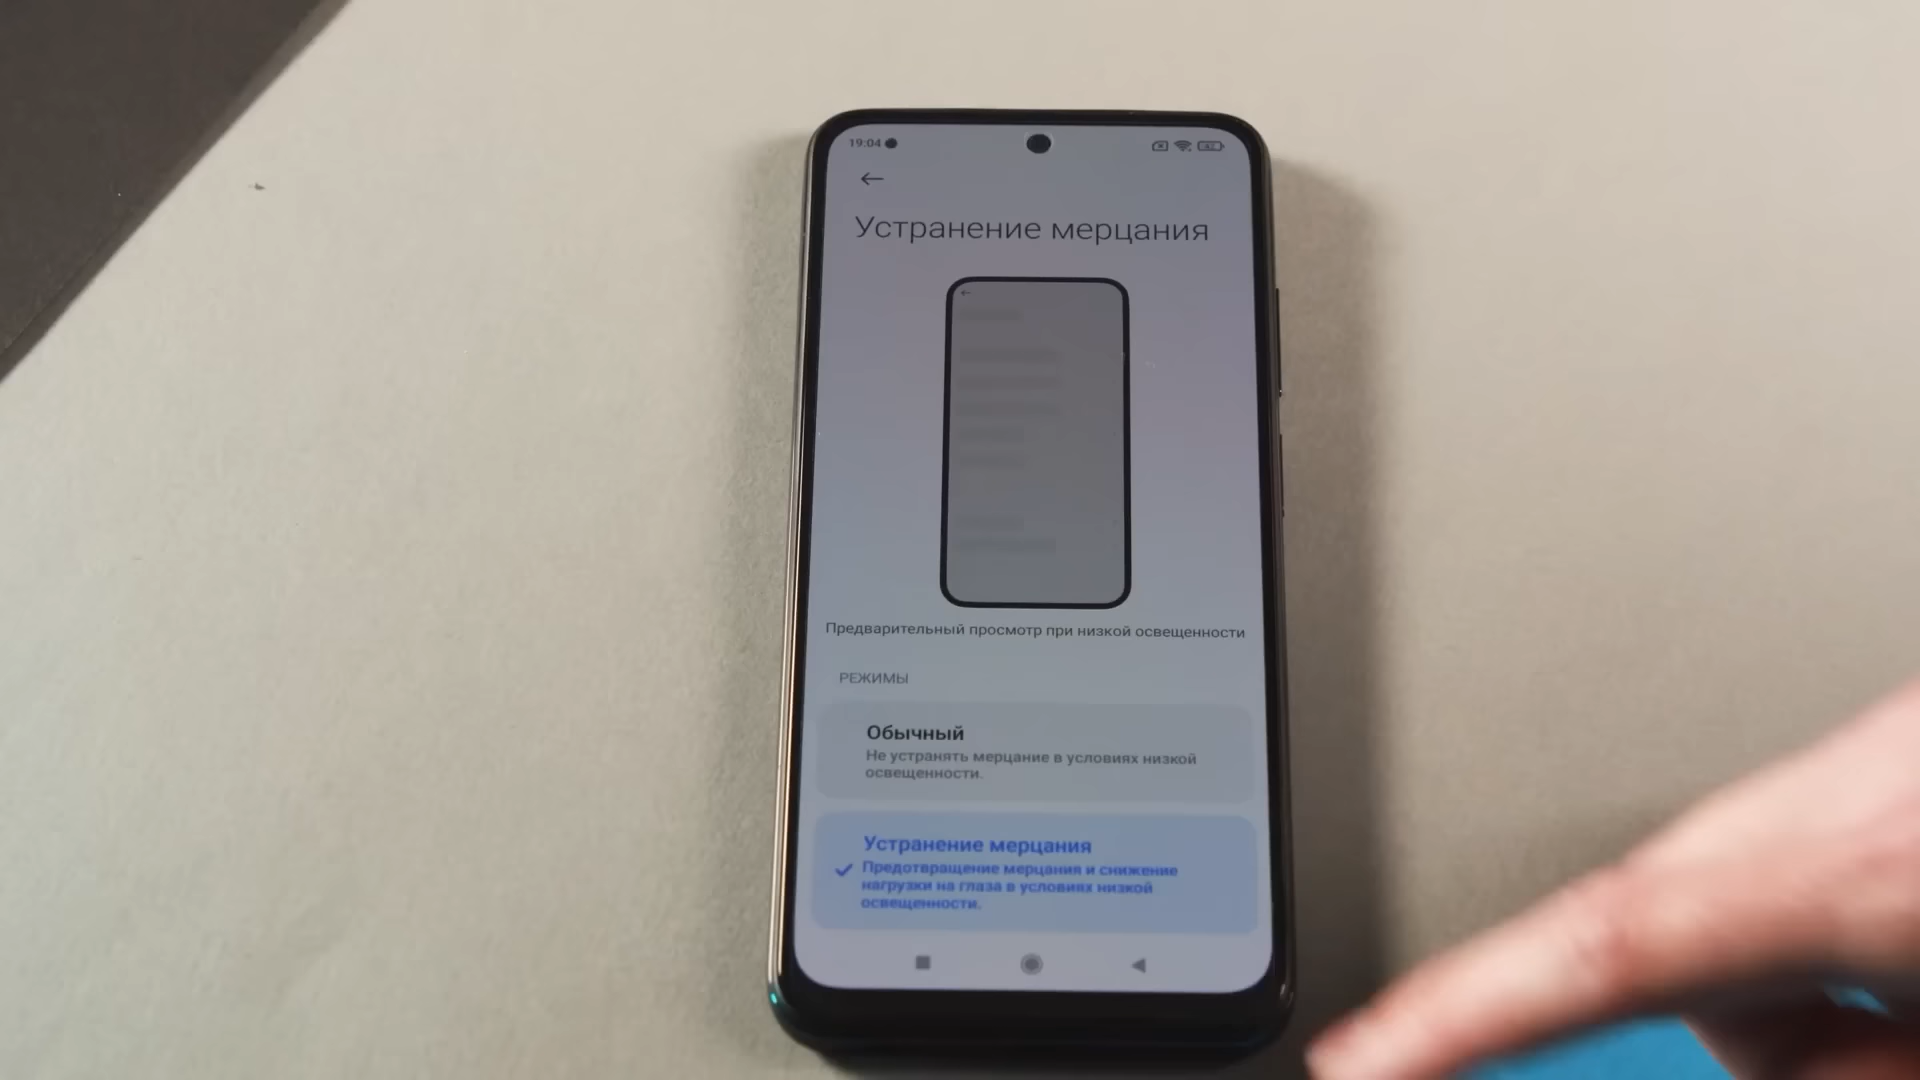 19:04
Устранение мерцания
Предварительный просмотр при низкой освещенности
РЕЖИМЫ
Обычный
Не устранять мерцание в условиях низкой
освещенности.
Устранение мерцания
Предотвращение мерцания и снижение
нагрузки на глаза в условиях низкой
освещенности.